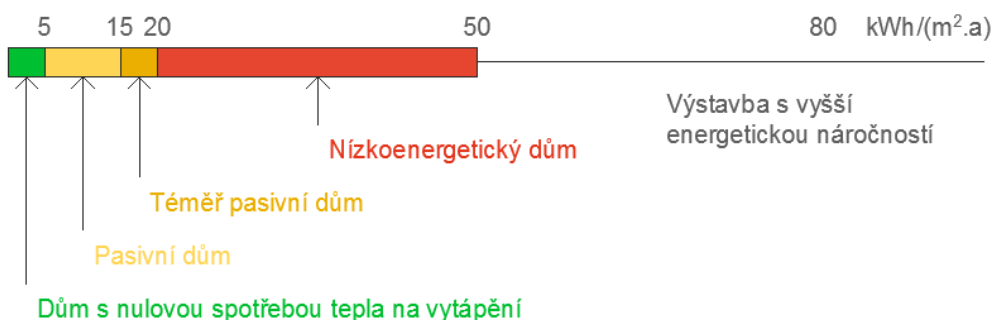 5 15 20 50 80 kWh/(m².a)
Výstavba s vyšší
energetickou náročností
Nízkoenergetický dům
Téměř pasivní dům
Pasivní dům
Dům s nulovou spotřebou tepla na vytápění